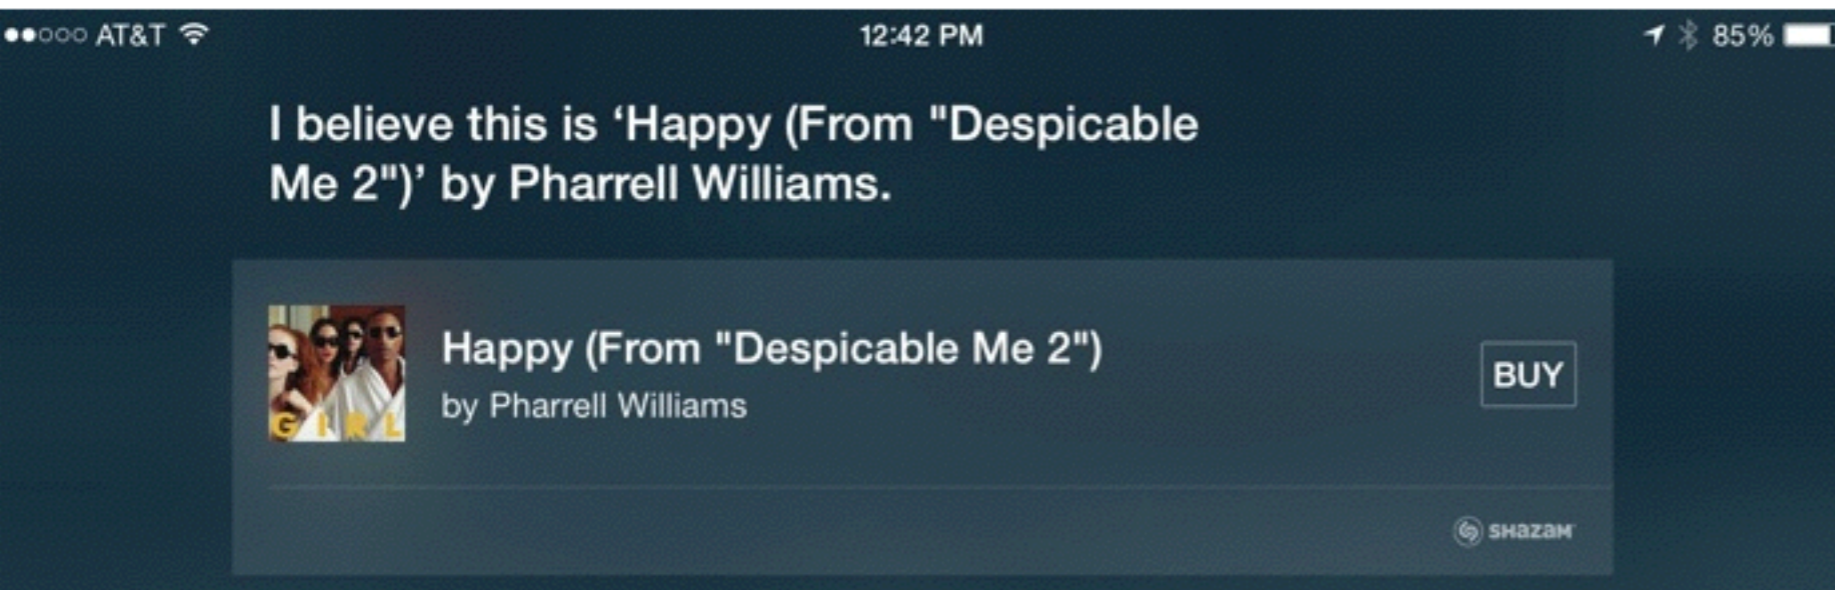 AT&T
12:42 PM
85%
I believe this is ‘Happy (From "Despicable
Me 2")’ by Pharrell Williams.
GIRL
Happy (From "Despicable Me 2")
by Pharrell Williams
BUY
SHAZAM